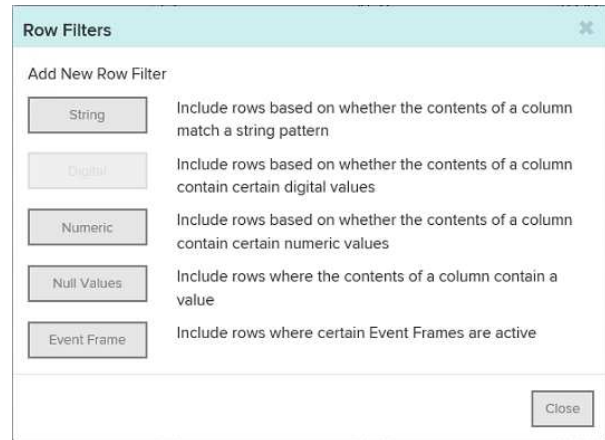 Row Filters
Add New Row Filter
String
Include rows based on whether the contents of a column
match a string pattern
Digital
Include rows based on whether the contents of a column
contain certain digital values
Numeric
Include rows based on whether the contents of a column
contain certain numeric values
Null Values
Include rows where the contents of a column contain a
value
Event Frame
Include rows where certain Event Frames are active
Close